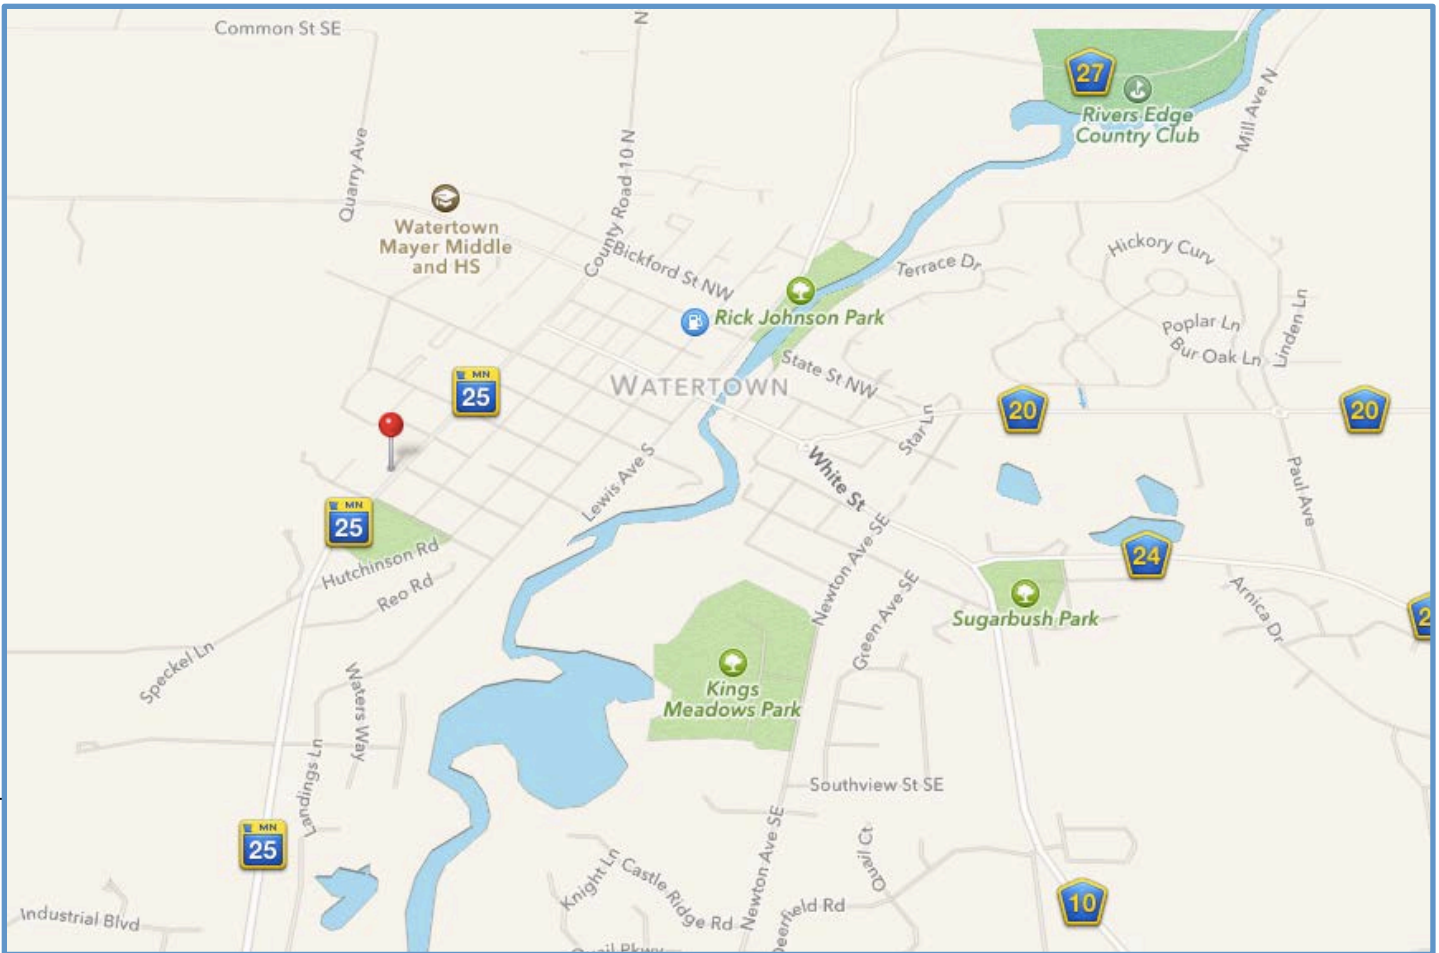 Common St SE
N
27
Rivers Edge
Country Club
Mill Ave N
Quarry Ave
County Road 10 N
Watertown
Mayer Middle
and HS
Bickford St NW
Terrace Dr
Hickory Curv
Rick Johnson Park
Poplar Ln
Bur Oak Ln
Linden Ln
State St NW
WATERTOWN
MN
25
20
20
Star Ln
White St
Lewis Ave S
Paul Ave
MN
25
Hutchinson Rd
Reo Rd
Newton Ave SE
24
Green Ave SE
Sugarbush Park
Arnica Dr
2
Speckel Ln
Waters Way
Kings
Meadows Park
Landings Ln
Southview St SE
MN
25
Newton Ave SE
Quail Ct
Knight Ln
Castle Ridge Rd
Deerfield Rd
10
Industrial Blvd
Quail Pkwy